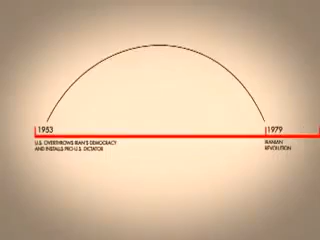 1953
U.S. OVERTHROWS IRAN'S DEMOCRACY
AND INSTALLS PRO-U.S. DICTATOR
1979
IRANIAN
REVOLUTION